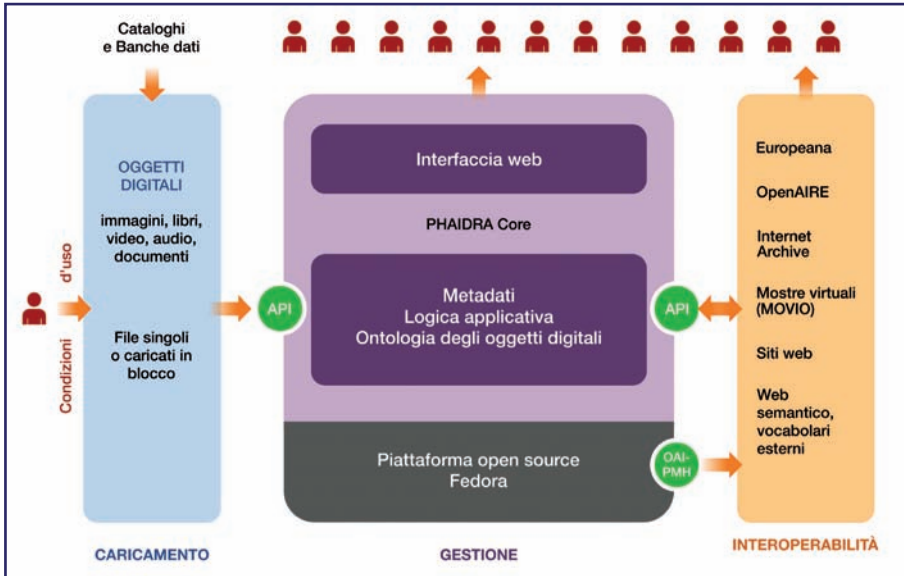 Cataloghi
e Banche dati
OGGETTI
DIGITALI
immagini, libri,
video, audio,
documenti
File singoli
o caricati in
blocco
Condizioni d'uso
CARICAMENTO
API
Interfaccia web
PHAIDRA Core
Metadati
Logica applicativa
Ontologia degli oggetti digitali
Piattaforma open source
Fedora
GESTIONE
API
OAI-
PMH
Europeana
OpenAIRE
Internet
Archive
Mostre virtuali
(MOVIO)
Siti web
Web
semantico,
vocabolari
esterni
INTEROPERABILITÀ